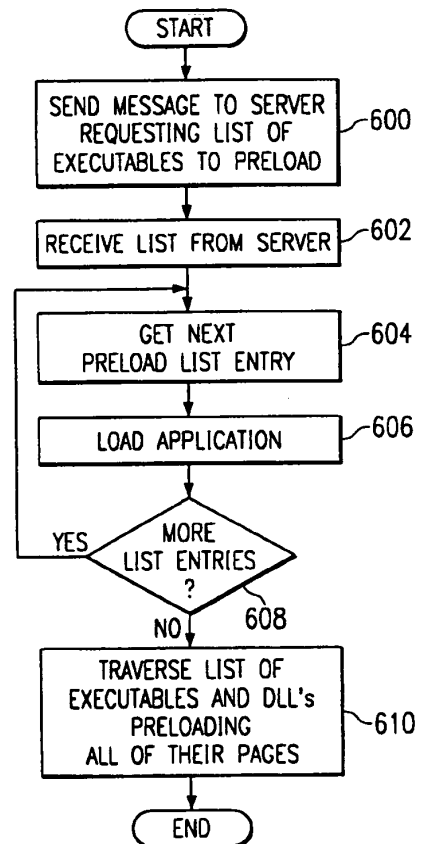 START
SEND MESSAGE TO SERVER
REQUESTING LIST OF
EXECUTABLES TO PRELOAD
600
RECEIVE LIST FROM SERVER
602
GET NEXT
PRELOAD LIST ENTRY
604
LOAD APPLICATION
606
YES
MORE
LIST ENTRIES
?
608
NO
TRAVERSE LIST OF
EXECUTABLES AND DLL's
PRELOADING
ALL OF THEIR PAGES
610
END